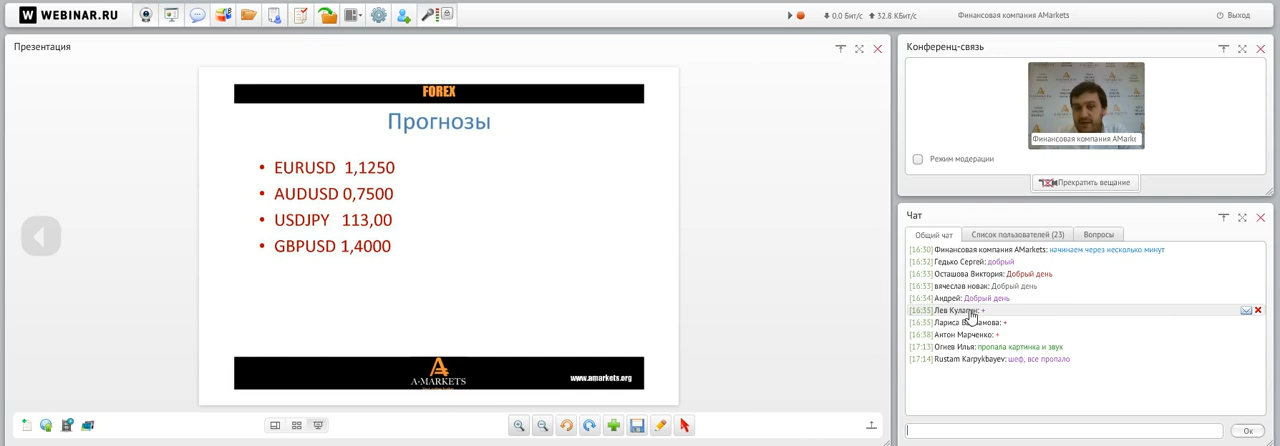 WEBINAR.RU
0.0 Бит/с
32,8 КБит/с
Финансовая компания AMarkets
Выход
Презентация
FOREX
Прогнозы
• EURUSD 1,1250
• AUDUSD 0,7500
• USDJPY 113,00
• GBPUSD 1,4000
A·MARKETS
www.amarkets.org
Конференц-связь
Финансовая компания AMarke
Режим модерации
Прекратить вещание
Чат
Общий чат
Список пользователей (23)
Вопросы
[16:30] Финансовая компания AMarkets: начинаем через несколько минут
[16:32] Гедько Сергей: добрый
[16:33] Осташова Виктория: Добрый день
[16:33] вячеслав новак: Добрый день
[16:34] Андрей: Добрый день
[16:35] Лев : +
[16:35] Лариса : +
[16:38] Антон Марченко: +
[17:13] Огнев Илья: пропала картинка и звук
[17:14] Rustam Karpykbayev: шеф, все пропало
Ок